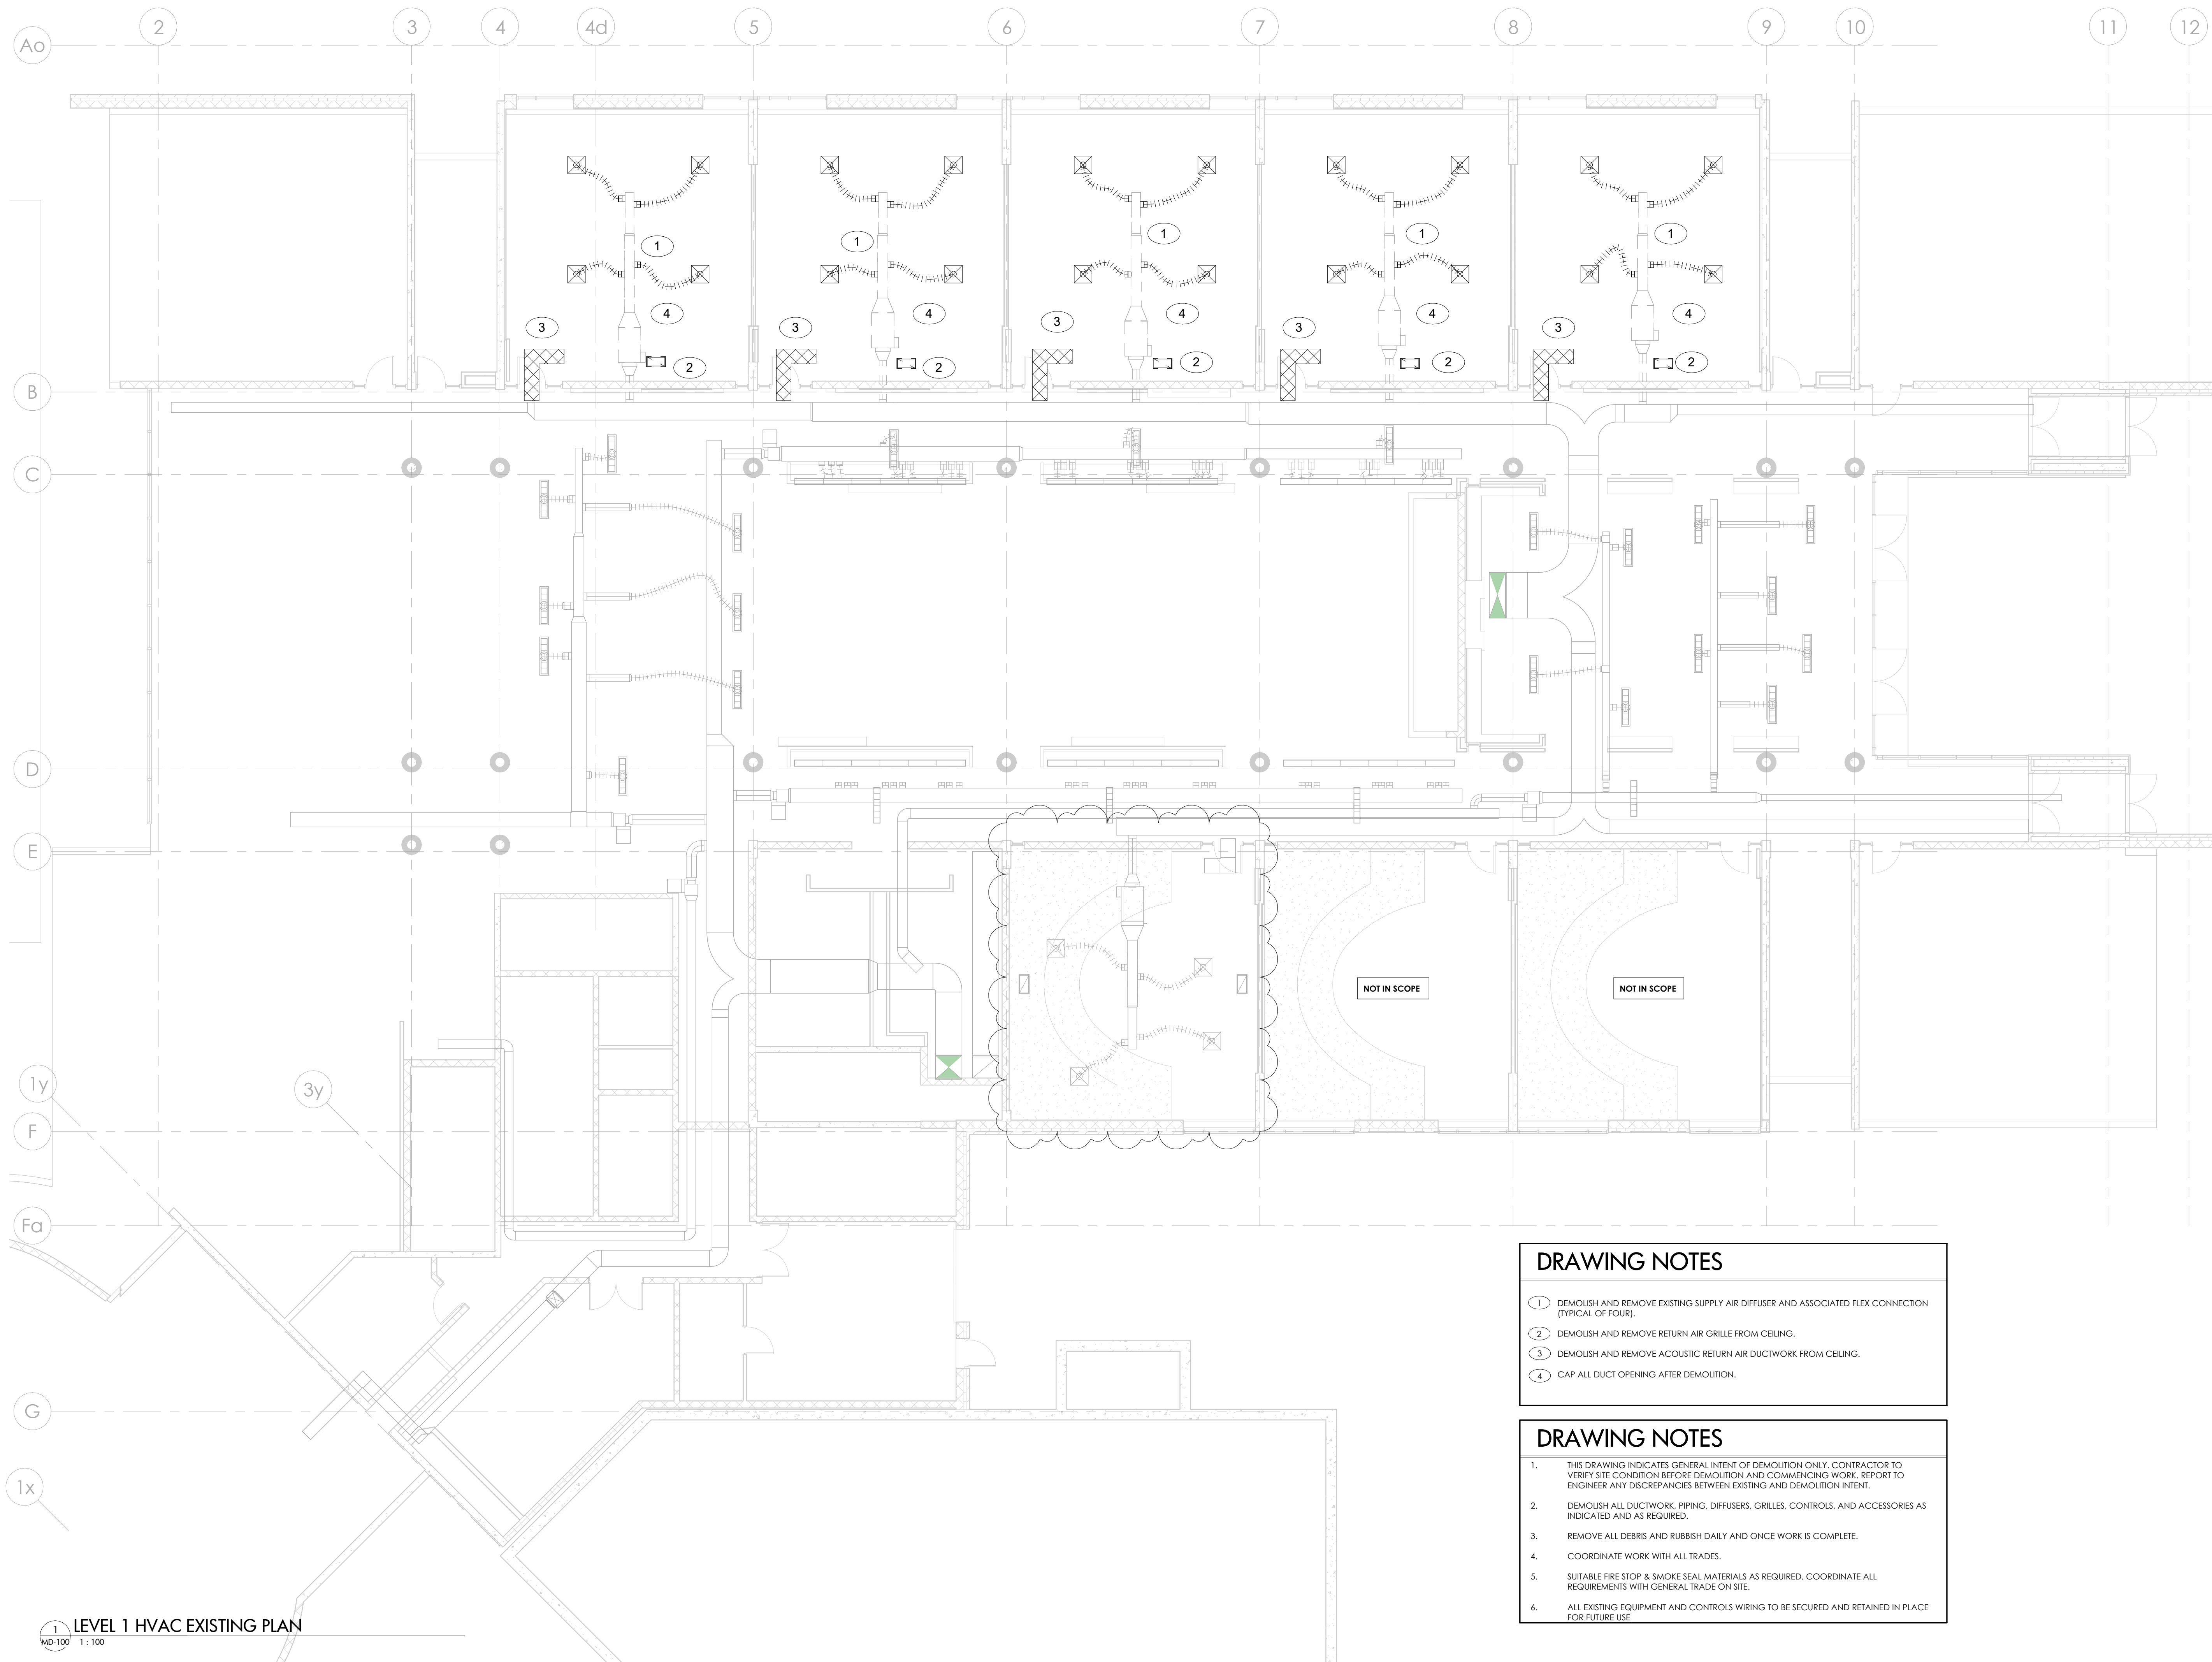 2 3 4 4d 5 6 7 8 9 10 11 12
Ao
1 1 1 1 1
4 4 4 4 4
3 3 3 3 3
2 2 2 2 2
B
C
D
E
NOT IN SCOPE NOT IN SCOPE
1y 3y
F
Fa
G
1x
DRAWING NOTES
1 DEMOLISH AND REMOVE EXISTING SUPPLY AIR DIFFUSER AND ASSOCIATED FLEX CONNECTION
(TYPICAL OF FOUR).
2 DEMOLISH AND REMOVE RETURN AIR GRILLE FROM CEILING.
3 DEMOLISH AND REMOVE ACOUSTIC RETURN AIR DUCTWORK FROM CEILING.
4 CAP ALL DUCT OPENING AFTER DEMOLITION.
DRAWING NOTES
1. THIS DRAWING INDICATES GENERAL INTENT OF DEMOLITION ONLY. CONTRACTOR TO
VERIFY SITE CONDITION BEFORE DEMOLITION AND COMMENCING WORK. REPORT TO
ENGINEER ANY DISCREPANCIES BETWEEN EXISTING AND DEMOLITION INTENT.
2. DEMOLISH ALL DUCTWORK, PIPING, DIFFUSERS, GRILLES, CONTROLS, AND ACCESSORIES AS
INDICATED AND AS REQUIRED.
3. REMOVE ALL DEBRIS AND RUBBISH DAILY AND ONCE WORK IS COMPLETE.
4. COORDINATE WORK WITH ALL TRADES.
5. SUITABLE FIRE STOP & SMOKE SEAL MATERIALS AS REQUIRED. COORDINATE ALL
REQUIREMENTS WITH GENERAL TRADE ON SITE.
6. ALL EXISTING EQUIPMENT AND CONTROLS WIRING TO BE SECURED AND RETAINED IN PLACE
FOR FUTURE USE
1 LEVEL 1 HVAC EXISTING PLAN
MD-100 1 : 100